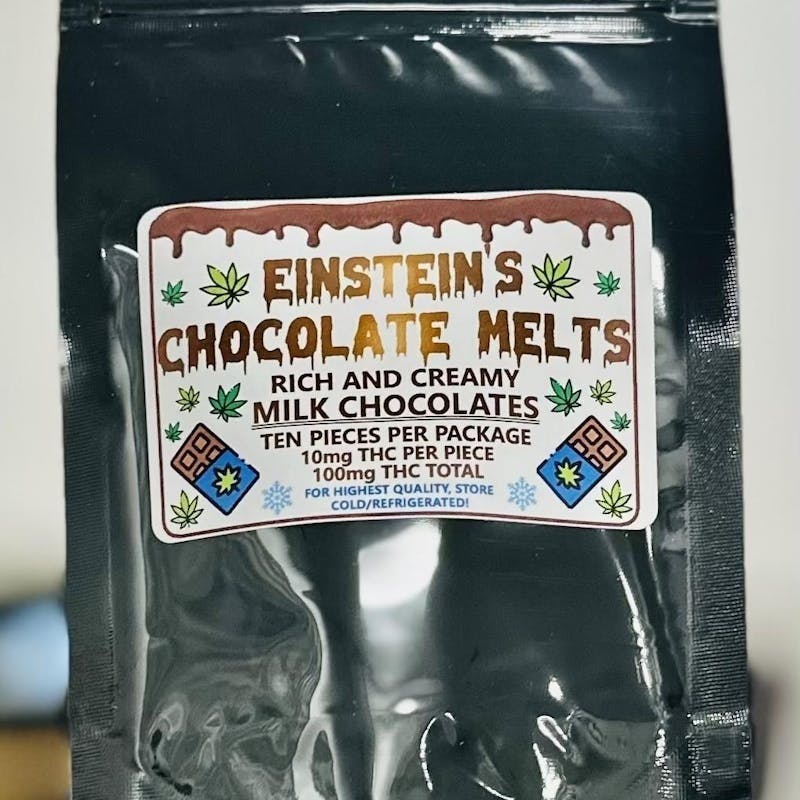 EINSTEIN'S
CHOCOLATE MELTS
RICH AND CREAMY
MILK CHOCOLATES
TEN PIECES PER PACKAGE
10mg THC PER PIECE
100mg THC TOTAL
FOR HIGHEST QUALITY, STORE
COLD/REFRIGERATED!